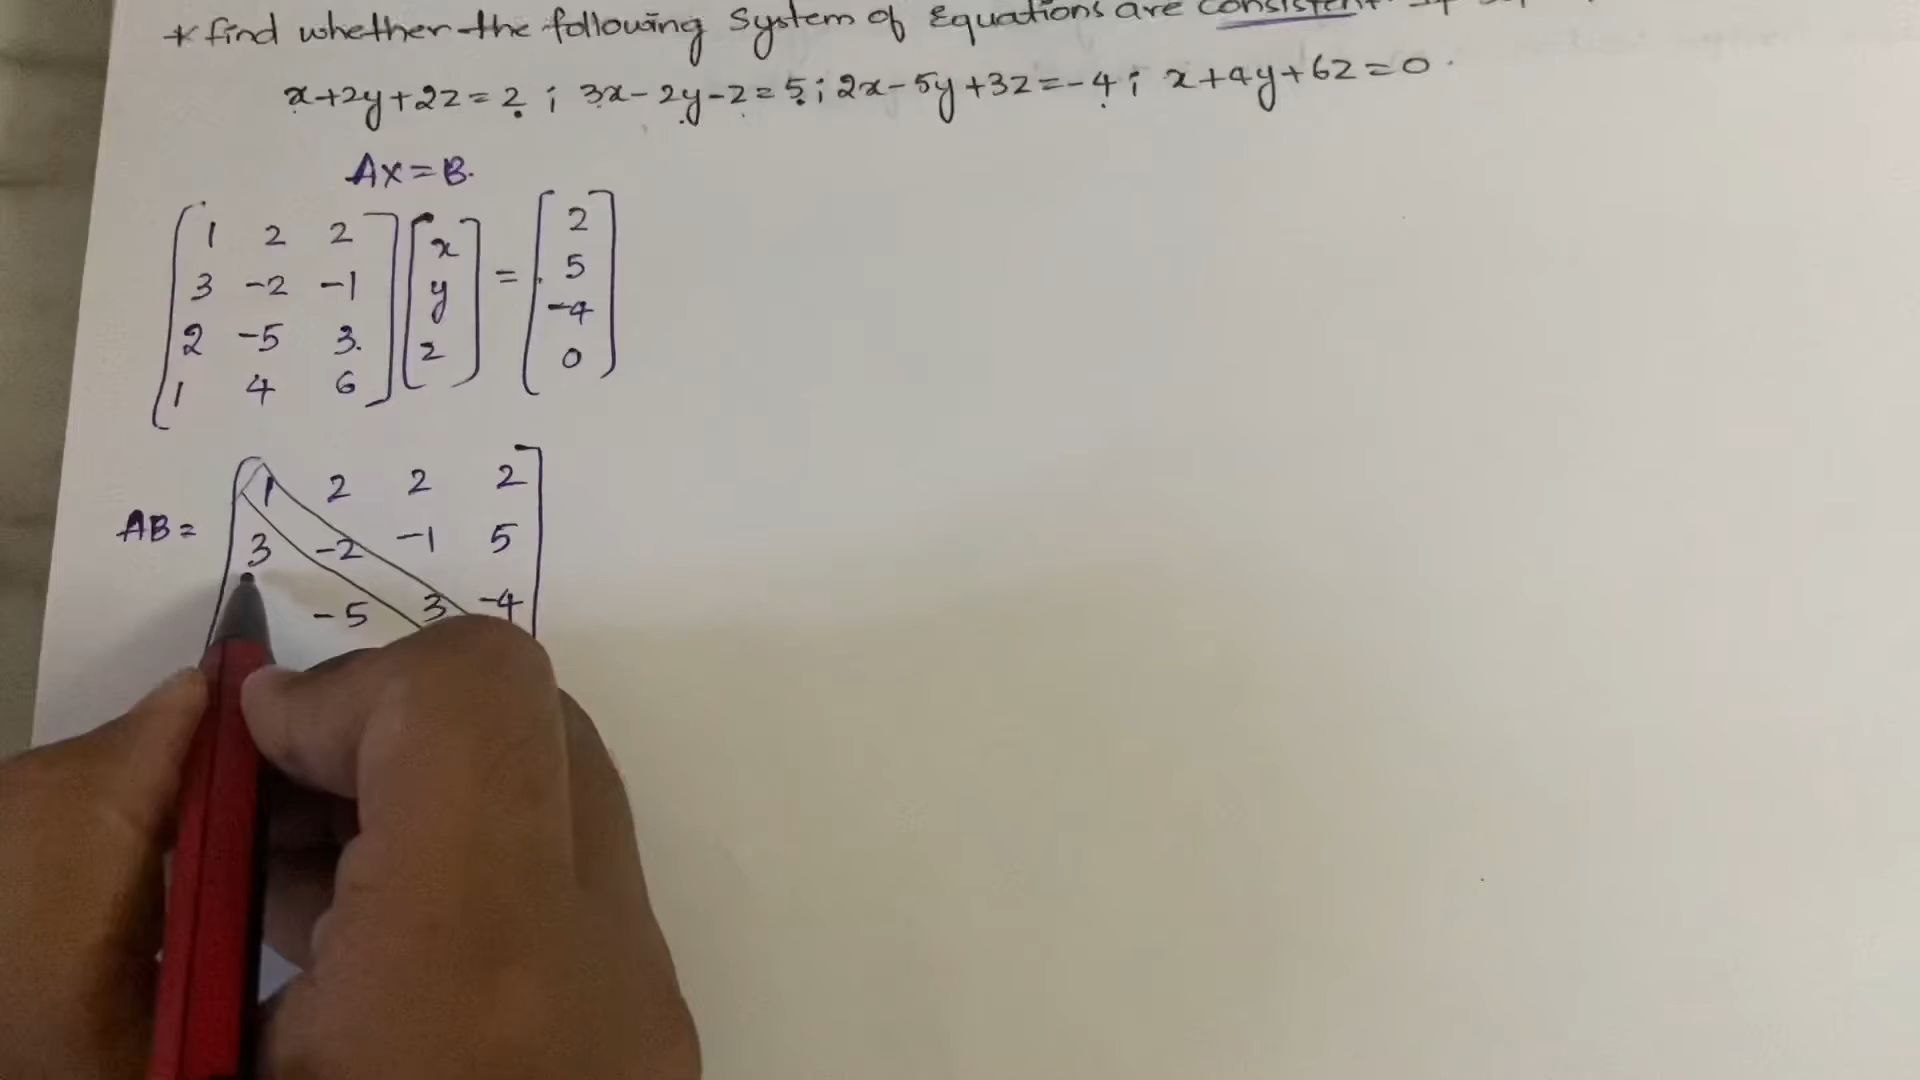 * find whether the following System of Equations are consistent.
x+2y+2z=2 ; 3x-2y-z=5 ; 2x-5y+3z=-4 ; x+4y+6z=0.
AX=B.
[1 2 2] [x] = [2]
[3 -2 -1] [y] [5]
[2 -5 3.] [z] [-4]
[1 4 6] [0]
AB = [1 2 2 2]
3 -2 -1 5
-5 3 -4